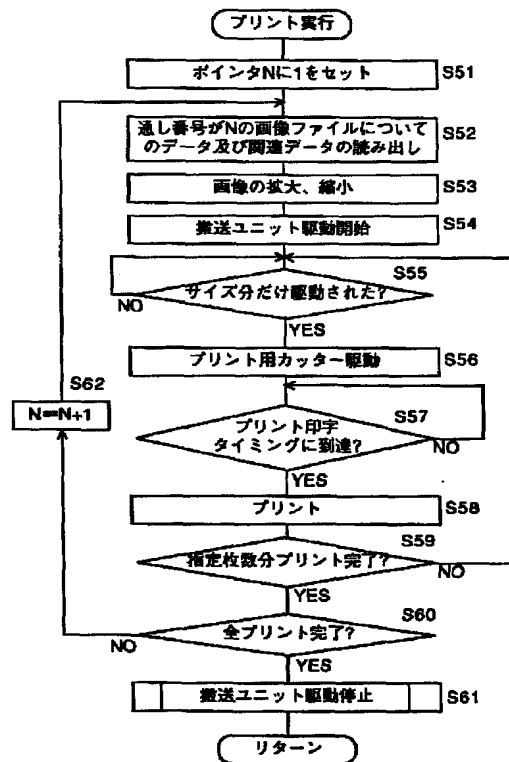 プリント実行
ポインタNに1をセット
S51
通し番号がNの画像ファイルについて
のデータ及び関連データの読み出し
S52
画像の拡大、縮小
S53
搬送ユニット駆動開始
S54
サイズ分だけ駆動された?
S55
NO
YES
プリント用カッター駆動
S56
プリント印字
タイミングに到達?
S57
NO
YES
プリント
S58
指定枚数分プリント完了?
S59
NO
YES
全プリント完了?
S60
NO
YES
搬送ユニット駆動停止
S61
リターン
S62
N=N+1